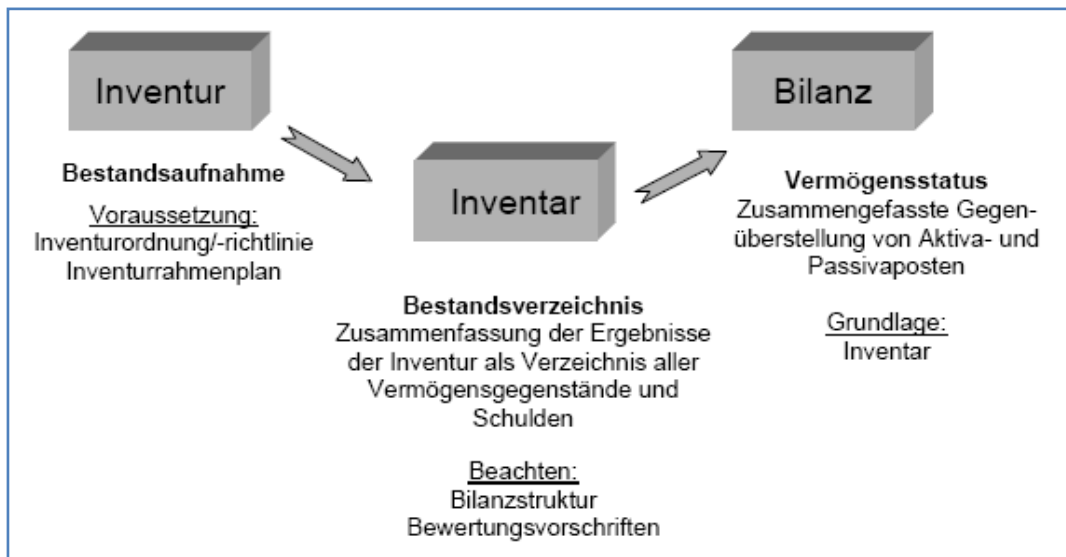 Inventur
Bestandsaufnahme
Voraussetzung:
Inventurordnung/-richtlinie
Inventurrahmenplan
Inventar
Bestandsverzeichnis
Zusammenfassung der Ergebnisse
der Inventur als Verzeichnis aller
Vermögensgegenstände und
Schulden
Beachten:
Bilanzstruktur
Bewertungsvorschriften
Bilanz
Vermögensstatus
Zusammengefasste Gegen-
überstellung von Aktiva- und
Passivaposten
Grundlage:
Inventar